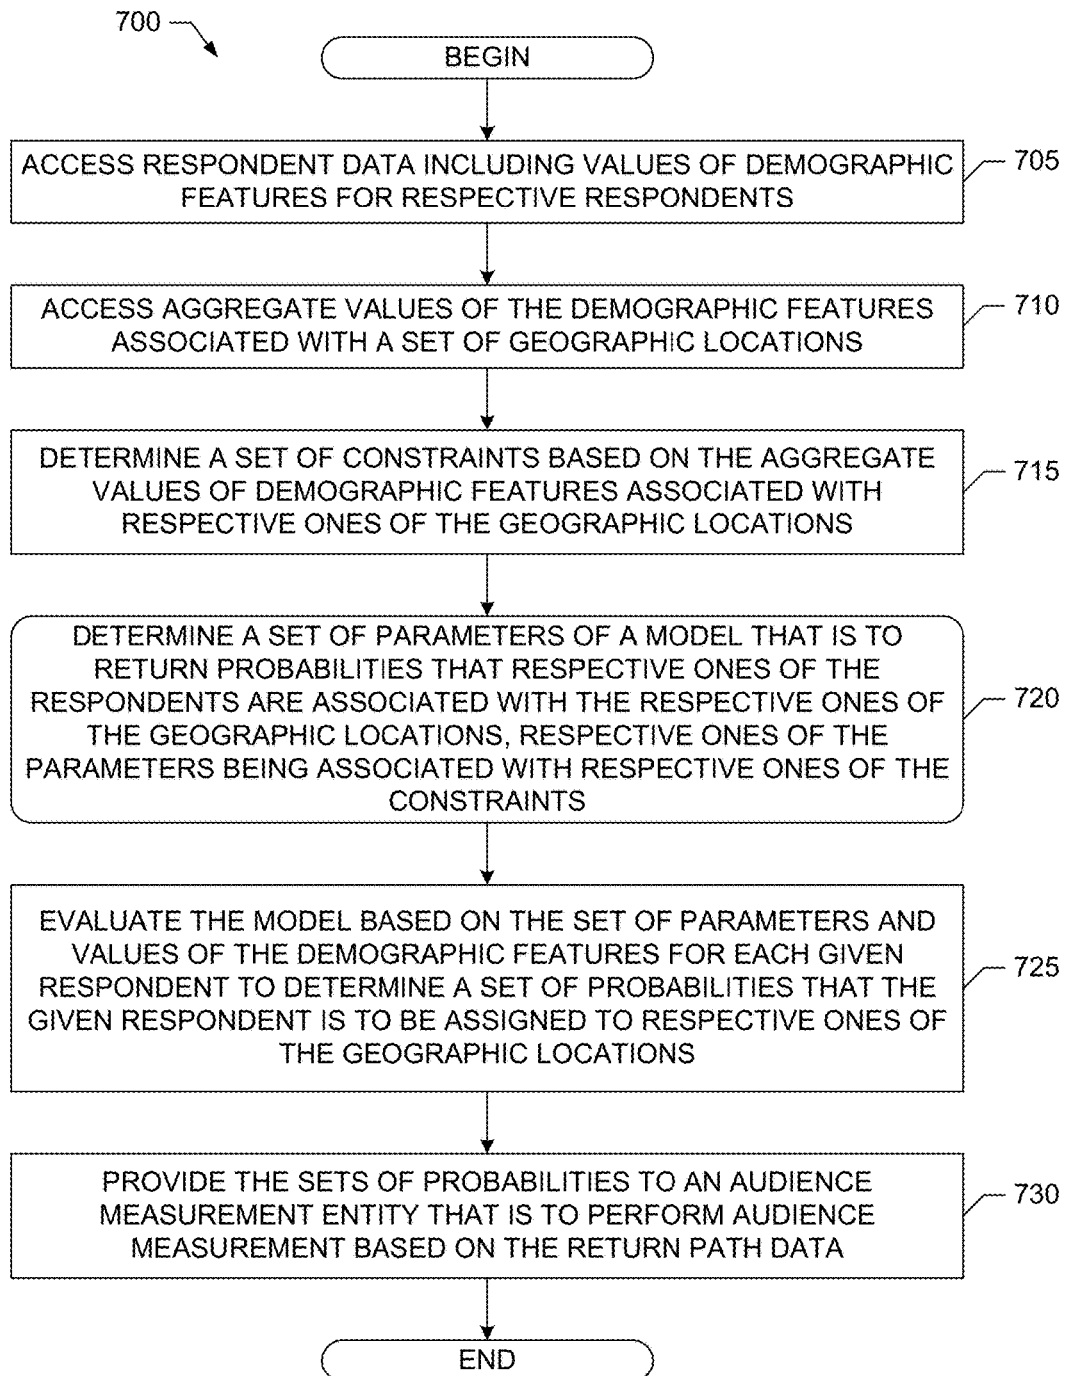 700
BEGIN
ACCESS RESPONDENT DATA INCLUDING VALUES OF DEMOGRAPHIC
FEATURES FOR RESPECTIVE RESPONDENTS
705
ACCESS AGGREGATE VALUES OF THE DEMOGRAPHIC FEATURES
ASSOCIATED WITH A SET OF GEOGRAPHIC LOCATIONS
710
DETERMINE A SET OF CONSTRAINTS BASED ON THE AGGREGATE
VALUES OF DEMOGRAPHIC FEATURES ASSOCIATED WITH
RESPECTIVE ONES OF THE GEOGRAPHIC LOCATIONS
715
DETERMINE A SET OF PARAMETERS OF A MODEL THAT IS TO
RETURN PROBABILITIES THAT RESPECTIVE ONES OF THE
RESPONDENTS ARE ASSOCIATED WITH THE RESPECTIVE ONES OF
THE GEOGRAPHIC LOCATIONS, RESPECTIVE ONES OF THE
PARAMETERS BEING ASSOCIATED WITH RESPECTIVE ONES OF THE
CONSTRAINTS
720
EVALUATE THE MODEL BASED ON THE SET OF PARAMETERS AND
VALUES OF THE DEMOGRAPHIC FEATURES FOR EACH GIVEN
RESPONDENT TO DETERMINE A SET OF PROBABILITIES THAT THE
GIVEN RESPONDENT IS TO BE ASSIGNED TO RESPECTIVE ONES OF
THE GEOGRAPHIC LOCATIONS
725
PROVIDE THE SETS OF PROBABILITIES TO AN AUDIENCE
MEASUREMENT ENTITY THAT IS TO PERFORM AUDIENCE
MEASUREMENT BASED ON THE RETURN PATH DATA
730
END